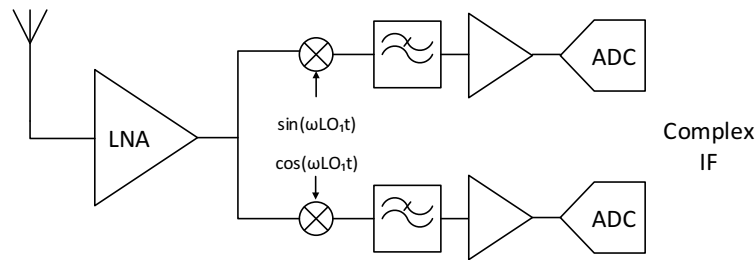 ADC
LNA
sin(ωLO₁t)
cos(ωLO₁t)
Complex
IF
ADC